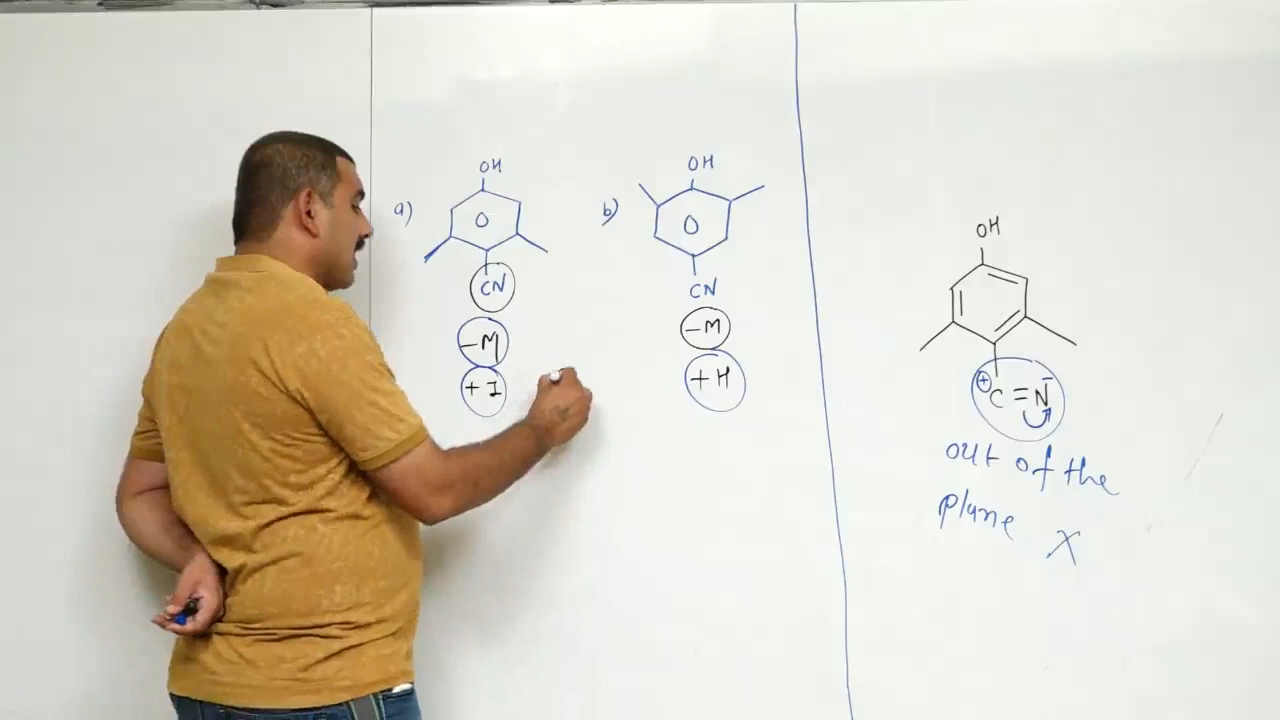 a)
OH
O
CN
-M
+I
b)
OH
O
CN
-M
+H
OH
+
C=N-
out of the
plane X